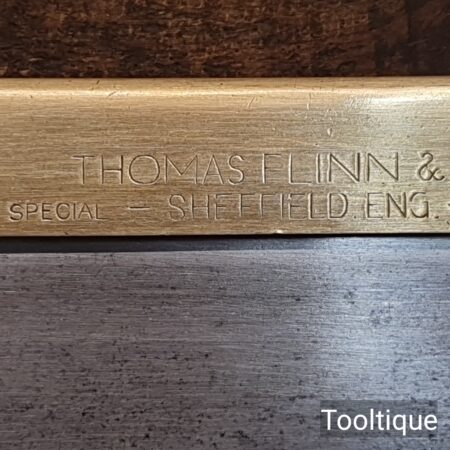 THOMAS FLINN &
SPECIAL — SHEFFIELD. ENG.
Tooltique